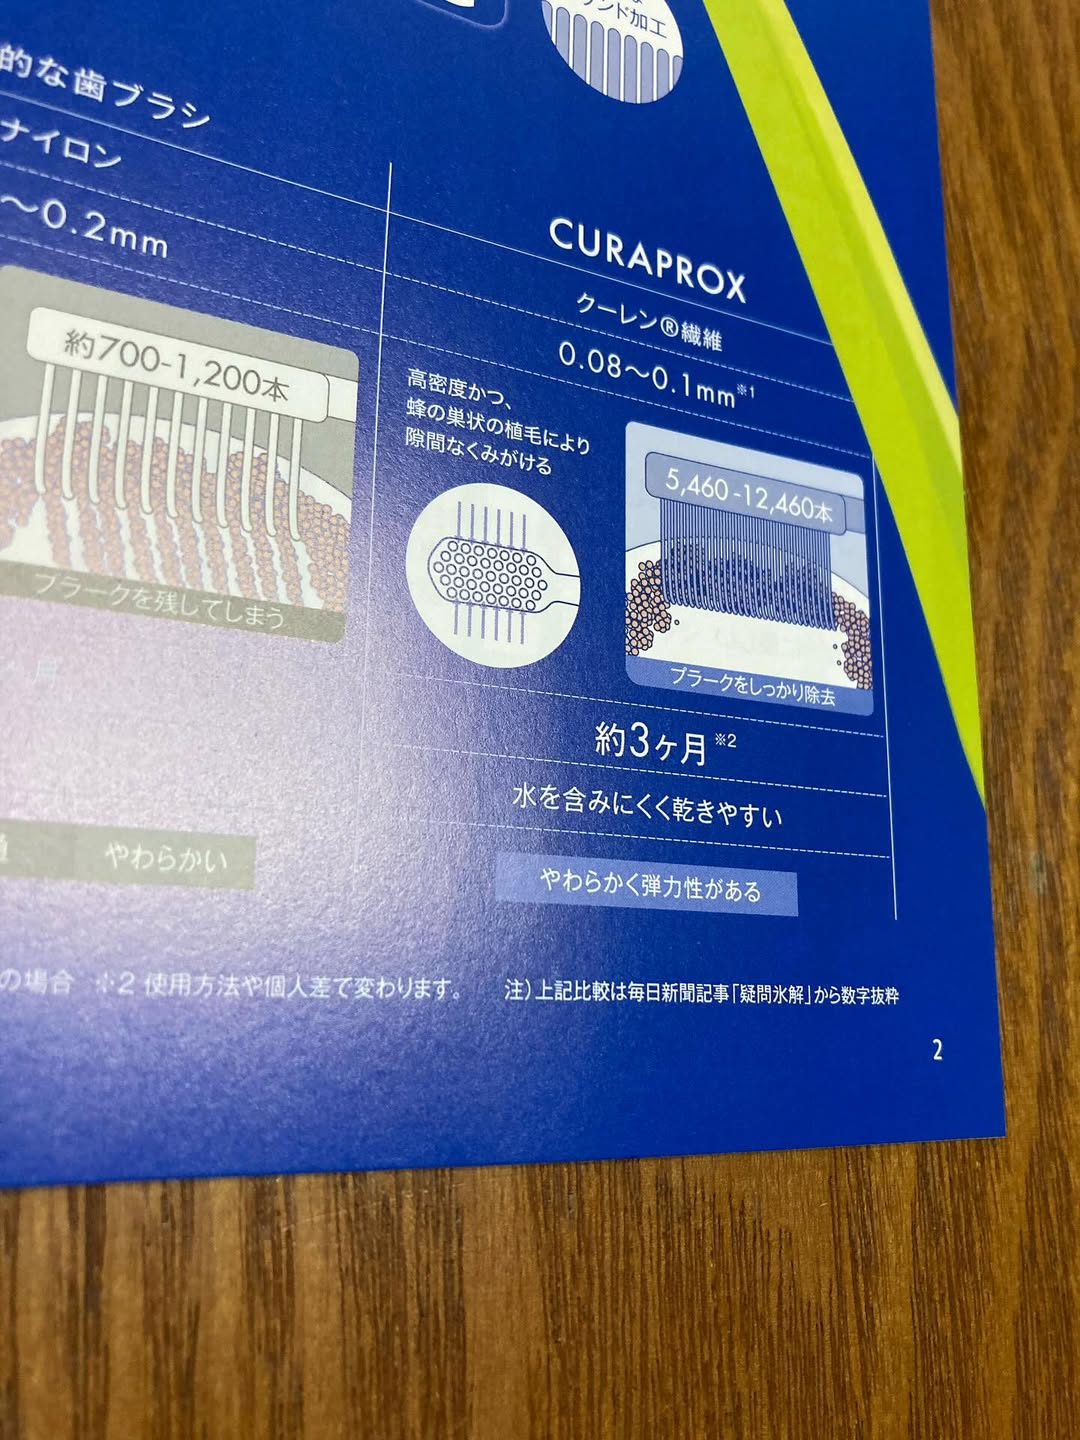 ンド加工
的な歯ブラシ
ナイロン
〜0.2mm
約700-1,200本
プラークを残してしまう
やわらかい
CURAPROX
クーレン®繊維
0.08〜0.1mm※1
高密度かつ、
蜂の巣状の植毛により
隙間なくみがける
5,460-12,460本
プラークをしっかり除去
約3ヶ月※2
水を含みにくく乾きやすい
やわらかく弾力性がある
の場合 ※2 使用方法や個人差で変わります。 注）上記比較は毎日新聞記事「疑問氷解」から数字抜粋
2